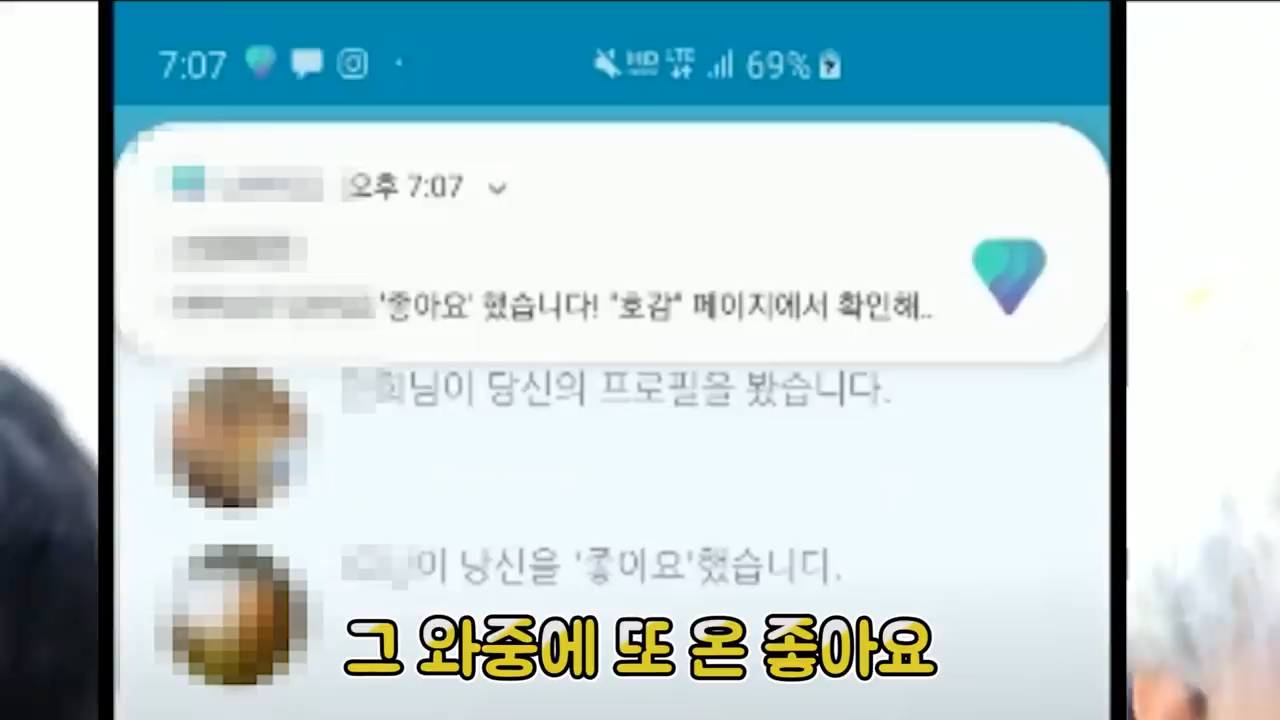 7:07 HD LTE 69%
오후 7:07
'좋아요' 했습니다! "호감" 페이지에서 확인해..
희님이 당신의 프로필을 봤습니다.
이 당신을 '좋아요'했습니다.
그 와중에 또 온 좋아요